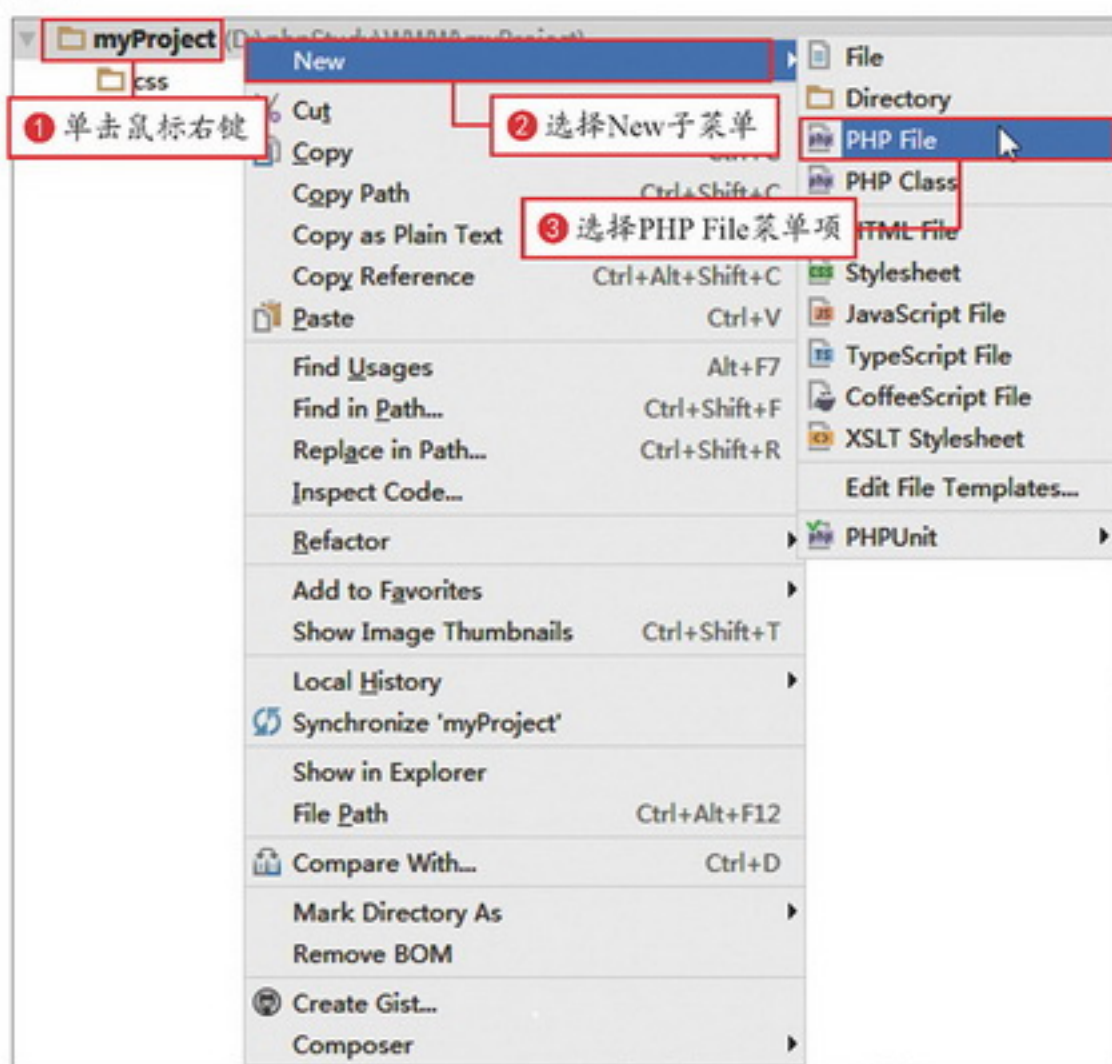 myProject (D:\phpStudy\WWW\myProject)
css
❶ 单击鼠标右键
New
❷ 选择New子菜单
Cut
Copy
Copy Path Ctrl+Shift+C
Copy as Plain Text
Copy Reference Ctrl+Alt+Shift+C
Paste Ctrl+V
Find Usages Alt+F7
Find in Path... Ctrl+Shift+F
Replace in Path... Ctrl+Shift+R
Inspect Code...
Refactor
Add to Favorites
Show Image Thumbnails Ctrl+Shift+T
Local History
Synchronize 'myProject'
Show in Explorer
File Path Ctrl+Alt+F12
Compare With... Ctrl+D
Mark Directory As
Remove BOM
Create Gist...
Composer
File
Directory
PHP File
PHP Class
❸ 选择PHP File菜单项
HTML File
Stylesheet
JavaScript File
TypeScript File
CoffeeScript File
XSLT Stylesheet
Edit File Templates...
PHPUnit